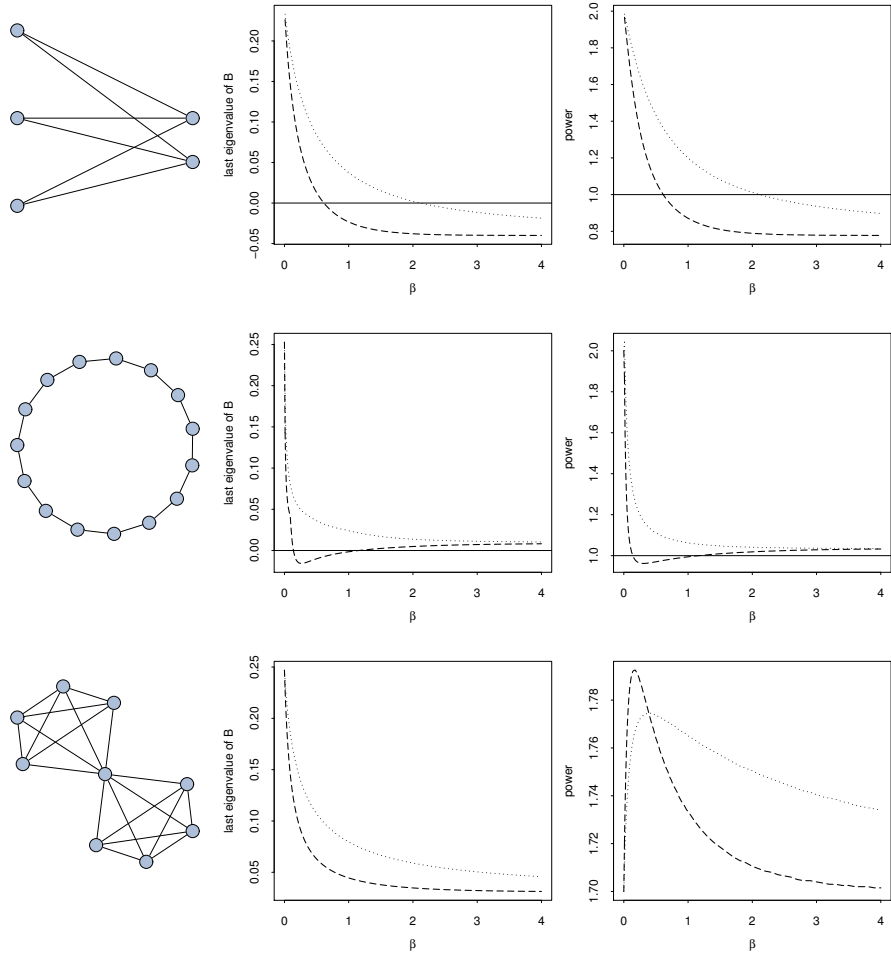 last eigenvalue of B
−0.05 0.00 0.05 0.10 0.15 0.20
0 1 2 3 4
β
power
0.8 1.0 1.2 1.4 1.6 1.8 2.0
0 1 2 3 4
β
last eigenvalue of B
0.00 0.05 0.10 0.15 0.20 0.25
0 1 2 3 4
β
power
1.0 1.2 1.4 1.6 1.8 2.0
0 1 2 3 4
β
last eigenvalue of B
0.05 0.10 0.15 0.20 0.25
0 1 2 3 4
β
power
1.70 1.72 1.74 1.76 1.78
0 1 2 3 4
β